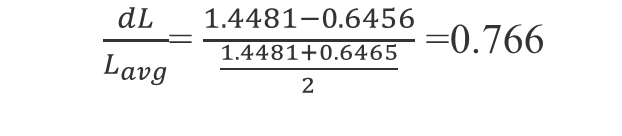 dL/L_avg = (1.4481−0.6456)/((1.4481+0.6465)/2) =0.766